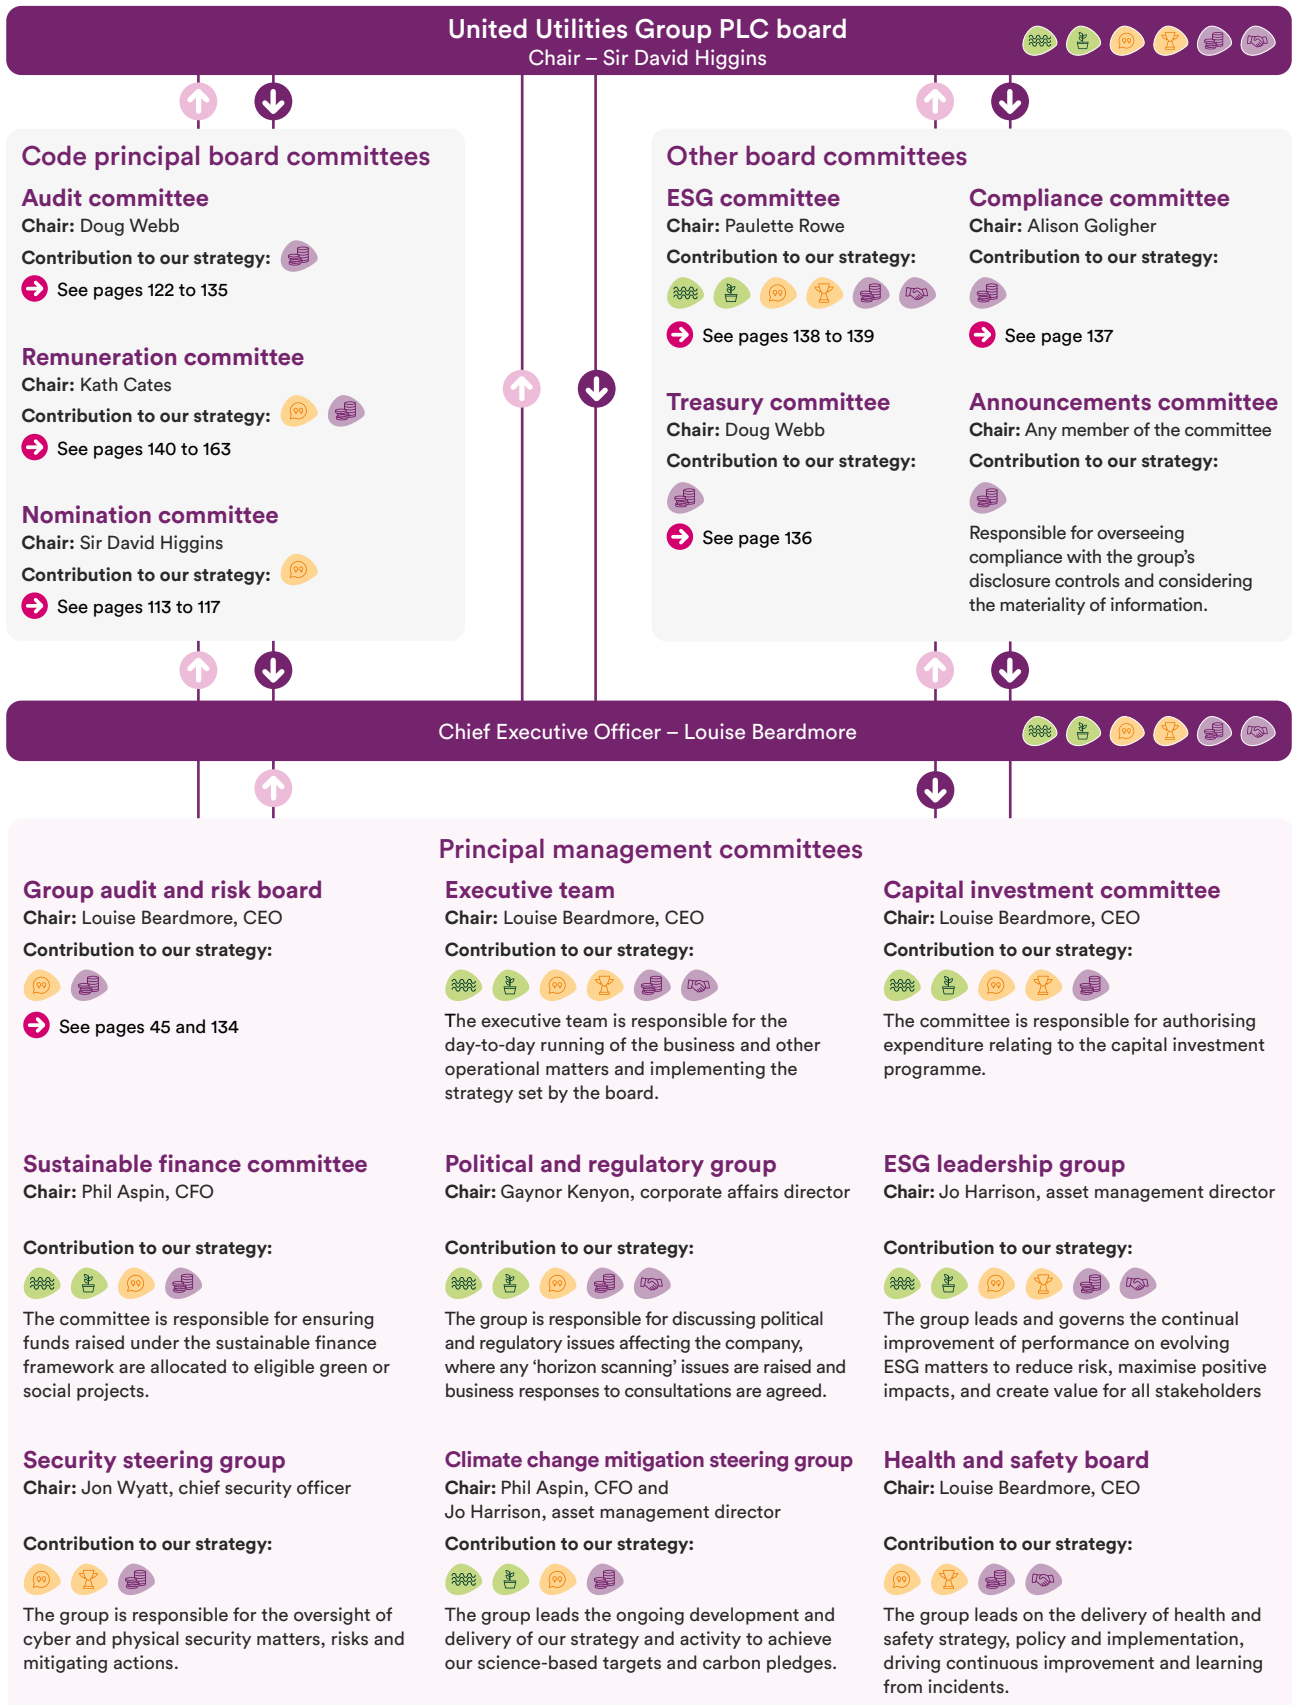 United Utilities Group PLC board
Chair – Sir David Higgins
Code principal board committees
Audit committee
Chair: Doug Webb
Contribution to our strategy:
See pages 122 to 135
Remuneration committee
Chair: Kath Cates
Contribution to our strategy:
See pages 140 to 163
Nomination committee
Chair: Sir David Higgins
Contribution to our strategy:
See pages 113 to 117
Other board committees
ESG committee
Chair: Paulette Rowe
Contribution to our strategy:
See pages 138 to 139
Compliance committee
Chair: Alison Goligher
Contribution to our strategy:
See page 137
Treasury committee
Chair: Doug Webb
Contribution to our strategy:
See page 136
Announcements committee
Chair: Any member of the committee
Contribution to our strategy:
Responsible for overseeing
compliance with the group's
disclosure controls and considering
the materiality of information.
Chief Executive Officer – Louise Beardmore
Principal management committees
Group audit and risk board
Chair: Louise Beardmore, CEO
Contribution to our strategy:
See pages 45 and 134
Executive team
Chair: Louise Beardmore, CEO
Contribution to our strategy:
The executive team is responsible for the
day-to-day running of the business and other
operational matters and implementing the
strategy set by the board.
Capital investment committee
Chair: Louise Beardmore, CEO
Contribution to our strategy:
The committee is responsible for authorising
expenditure relating to the capital investment
programme.
Sustainable finance committee
Chair: Phil Aspin, CFO
Contribution to our strategy:
The committee is responsible for ensuring
funds raised under the sustainable finance
framework are allocated to eligible green or
social projects.
Political and regulatory group
Chair: Gaynor Kenyon, corporate affairs director
Contribution to our strategy:
The group is responsible for discussing political
and regulatory issues affecting the company,
where any 'horizon scanning' issues are raised and
business responses to consultations are agreed.
ESG leadership group
Chair: Jo Harrison, asset management director
Contribution to our strategy:
The group leads and governs the continual
improvement of performance on evolving
ESG matters to reduce risk, maximise positive
impacts, and create value for all stakeholders
Security steering group
Chair: Jon Wyatt, chief security officer
Contribution to our strategy:
The group is responsible for the oversight of
cyber and physical security matters, risks and
mitigating actions.
Climate change mitigation steering group
Chair: Phil Aspin, CFO and
Jo Harrison, asset management director
Contribution to our strategy:
The group leads the ongoing development and
delivery of our strategy and activity to achieve
our science-based targets and carbon pledges.
Health and safety board
Chair: Louise Beardmore, CEO
Contribution to our strategy:
The group leads on the delivery of health and
safety strategy, policy and implementation,
driving continuous improvement and learning
from incidents.